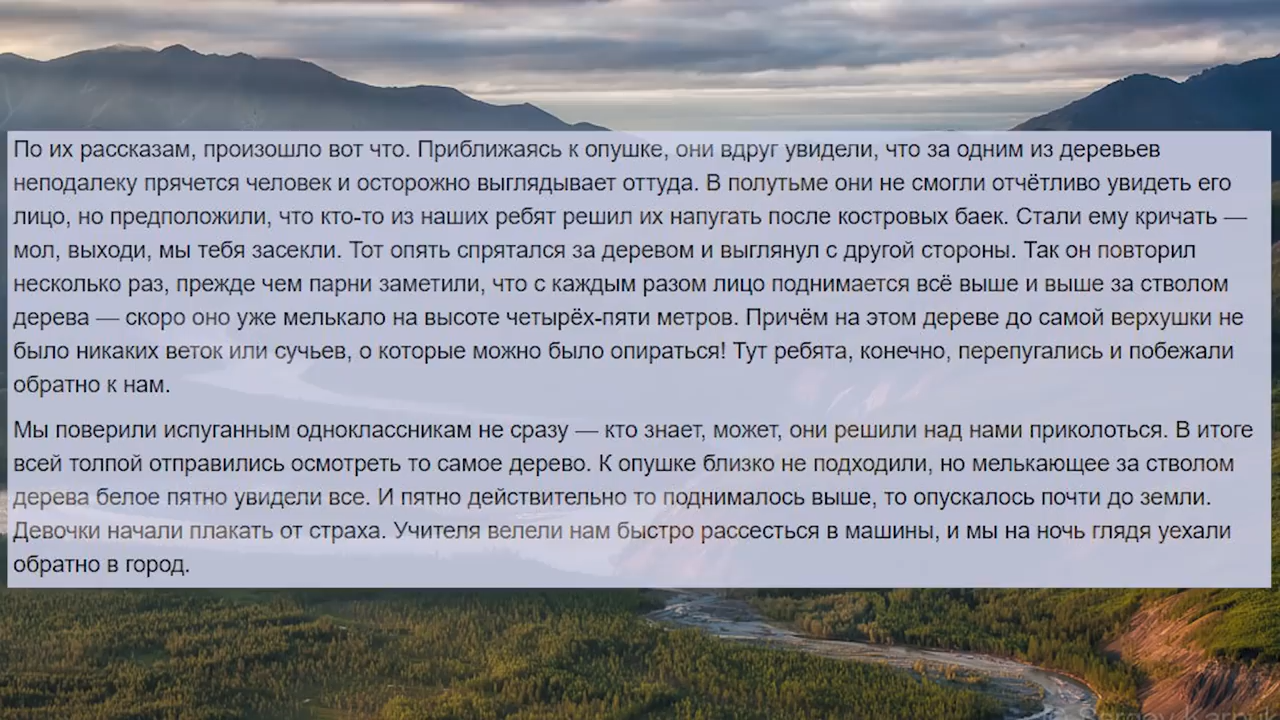 По их рассказам, произошло вот что. Приближаясь к опушке, они вдруг увидели, что за одним из деревьев
неподалеку прячется человек и осторожно выглядывает оттуда. В полутьме они не смогли отчётливо увидеть его
лицо, но предположили, что кто-то из наших ребят решил их напугать после костровых баек. Стали ему кричать —
мол, выходи, мы тебя засекли. Тот опять спрятался за деревом и выглянул с другой стороны. Так он повторил
несколько раз, прежде чем парни заметили, что с каждым разом лицо поднимается всё выше и выше за стволом
дерева — скоро оно уже мелькало на высоте четырёх-пяти метров. Причём на этом дереве до самой верхушки не
было никаких веток или сучьев, о которые можно было опираться! Тут ребята, конечно, перепугались и побежали
обратно к нам.
Мы поверили испуганным одноклассникам не сразу — кто знает, может, они решили над нами приколоться. В итоге
всей толпой отправились осмотреть то самое дерево. К опушке близко не подходили, но мелькающее за стволом
дерева белое пятно увидели все. И пятно действительно то поднималось выше, то опускалось почти до земли.
Девочки начали плакать от страха. Учителя велели нам быстро рассесться в машины, и мы на ночь глядя уехали
обратно в город.